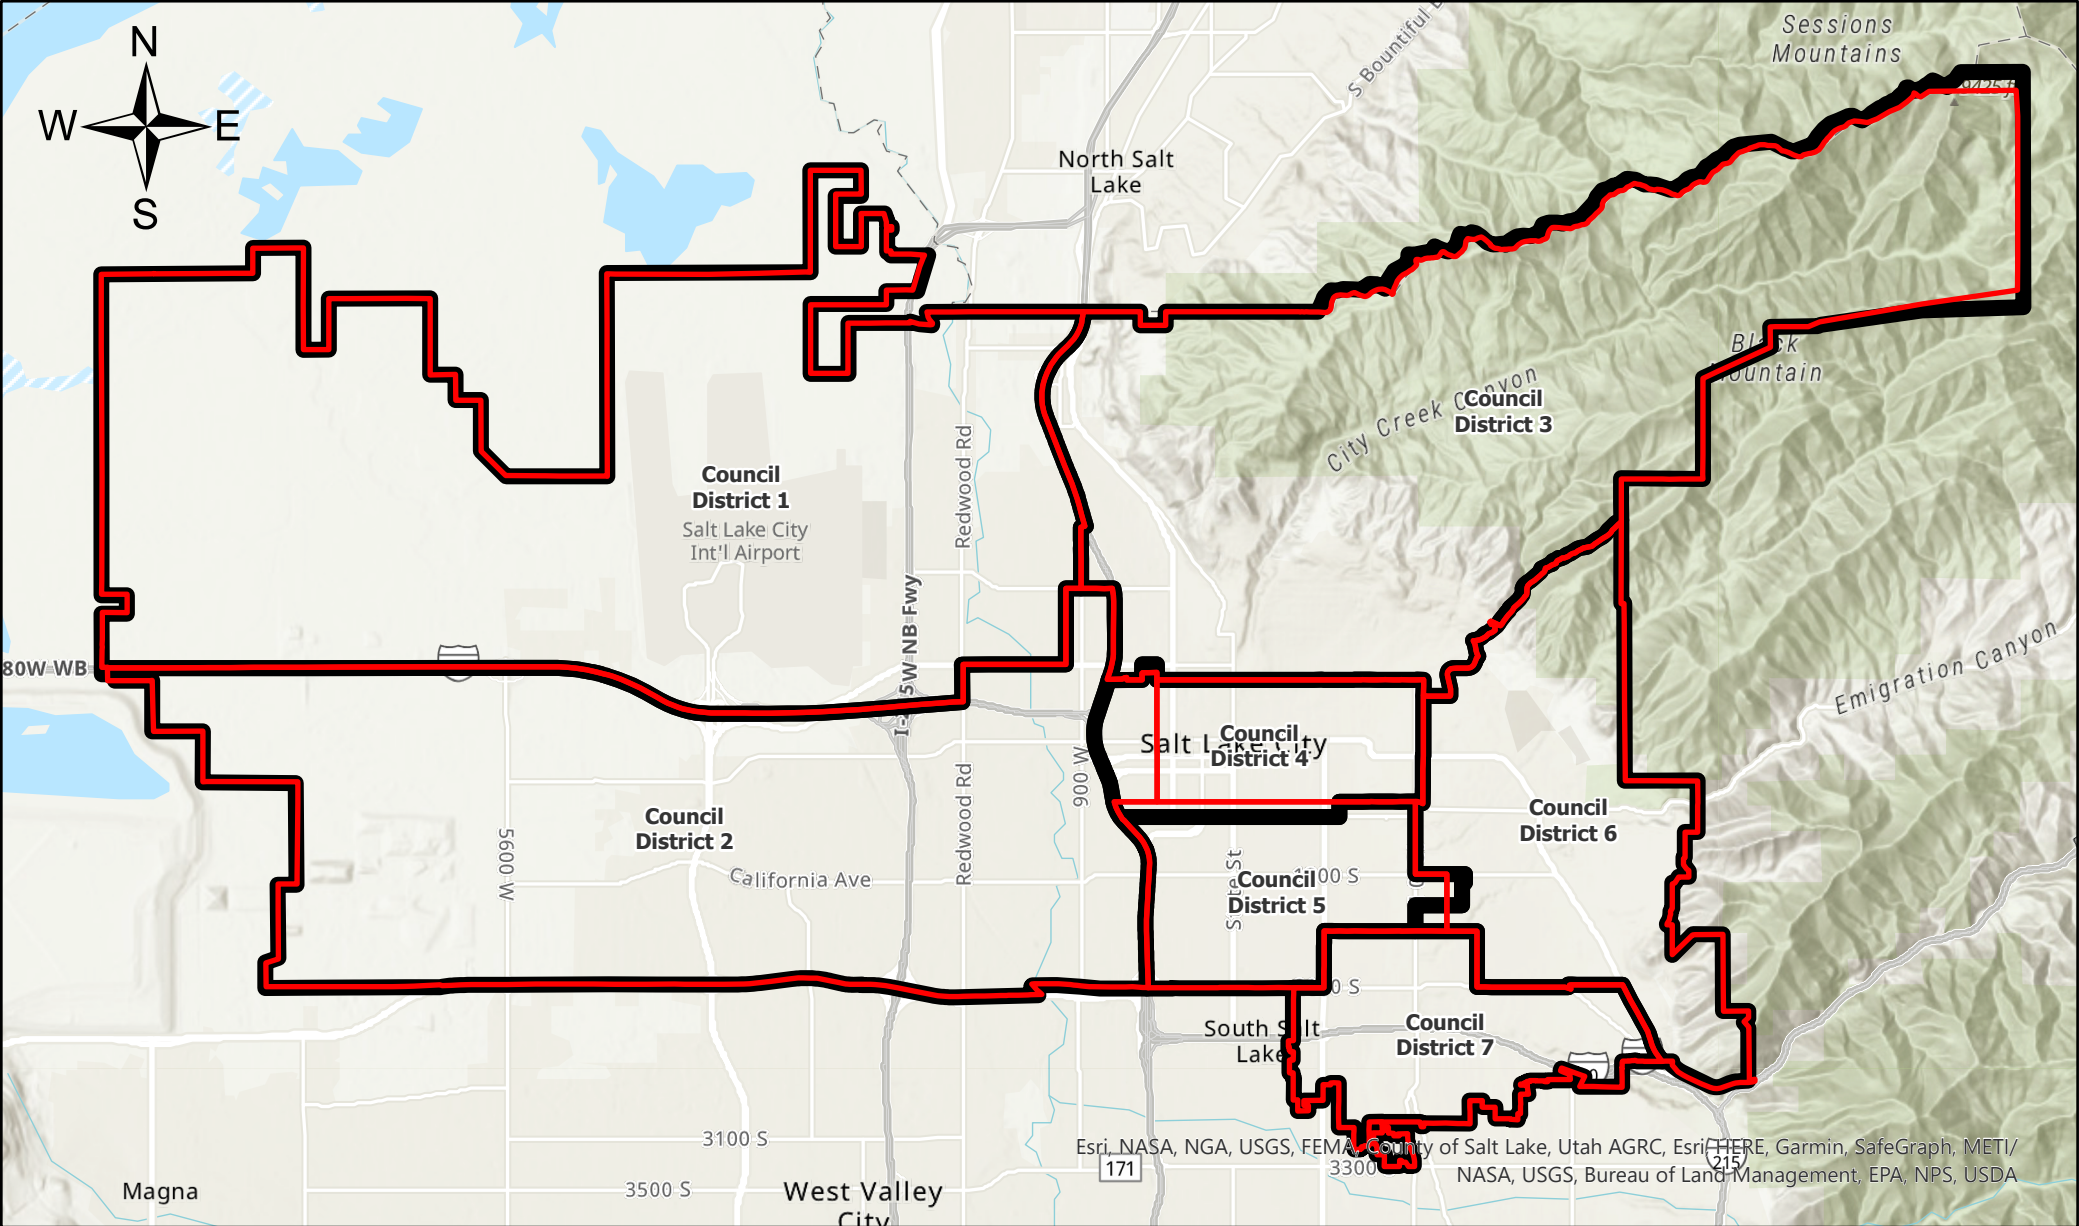 N
W E
S
Sessions
Mountains
9425 ft
S Bountiful
North Salt
Lake
Black
Mountain
City Creek Canyon
Council
District 3
Council
District 1
Salt Lake City
Int'l Airport
Redwood Rd
I-215W NB Fwy
80W WB
Emigration Canyon
Salt Lake City
Council
District 4
900 W
Council
District 6
Council
District 2
5600 W
Redwood Rd
California Ave
State St
Council
District 5
South Salt
Lake
Council
District 7
3100 S
3300
171
215
3500 S
Magna
West Valley
City
Esri, NASA, NGA, USGS, FEMA, County of Salt Lake, Utah AGRC, Esri, HERE, Garmin, SafeGraph, METI/
NASA, USGS, Bureau of Land Management, EPA, NPS, USDA